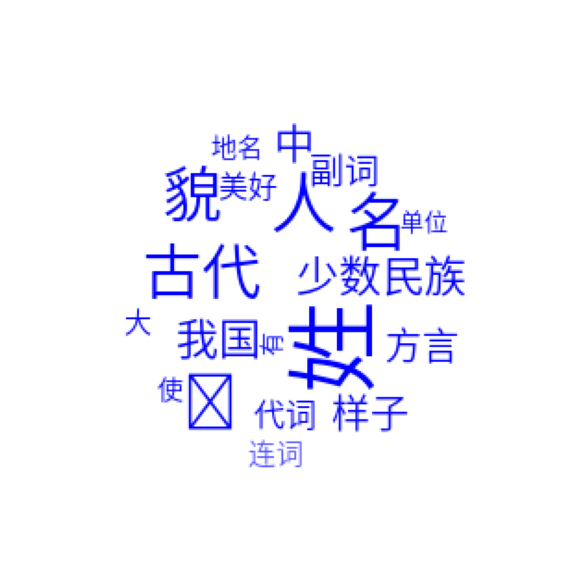 地名
中
副词
貌
美好
人
名
单位
古代
少数民族
大
我国
有
姓
方言
使
代词
样子
连词